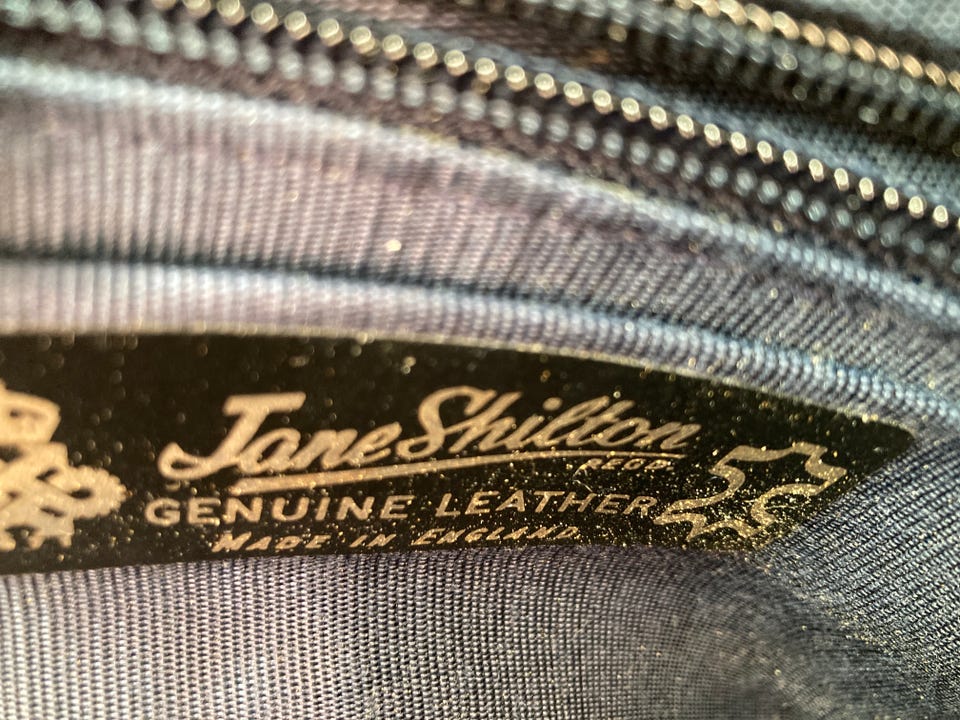 Jane Shilton
REGD
GENUINE LEATHER
MADE IN ENGLAND